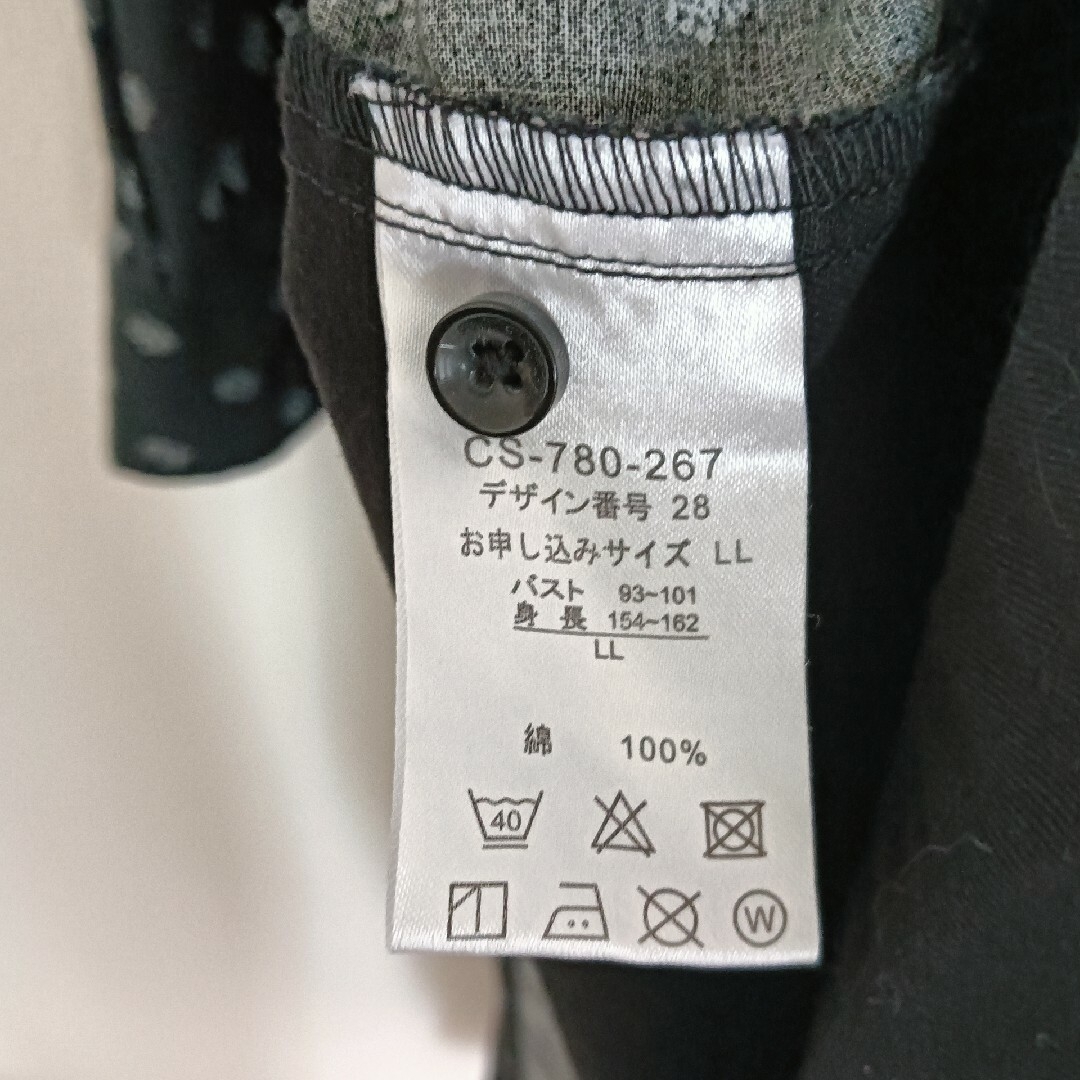 CS-780-267
デザイン番号 28
お申し込みサイズ LL
バスト 93~101
身長 154~162
LL
綿 100%
40
W